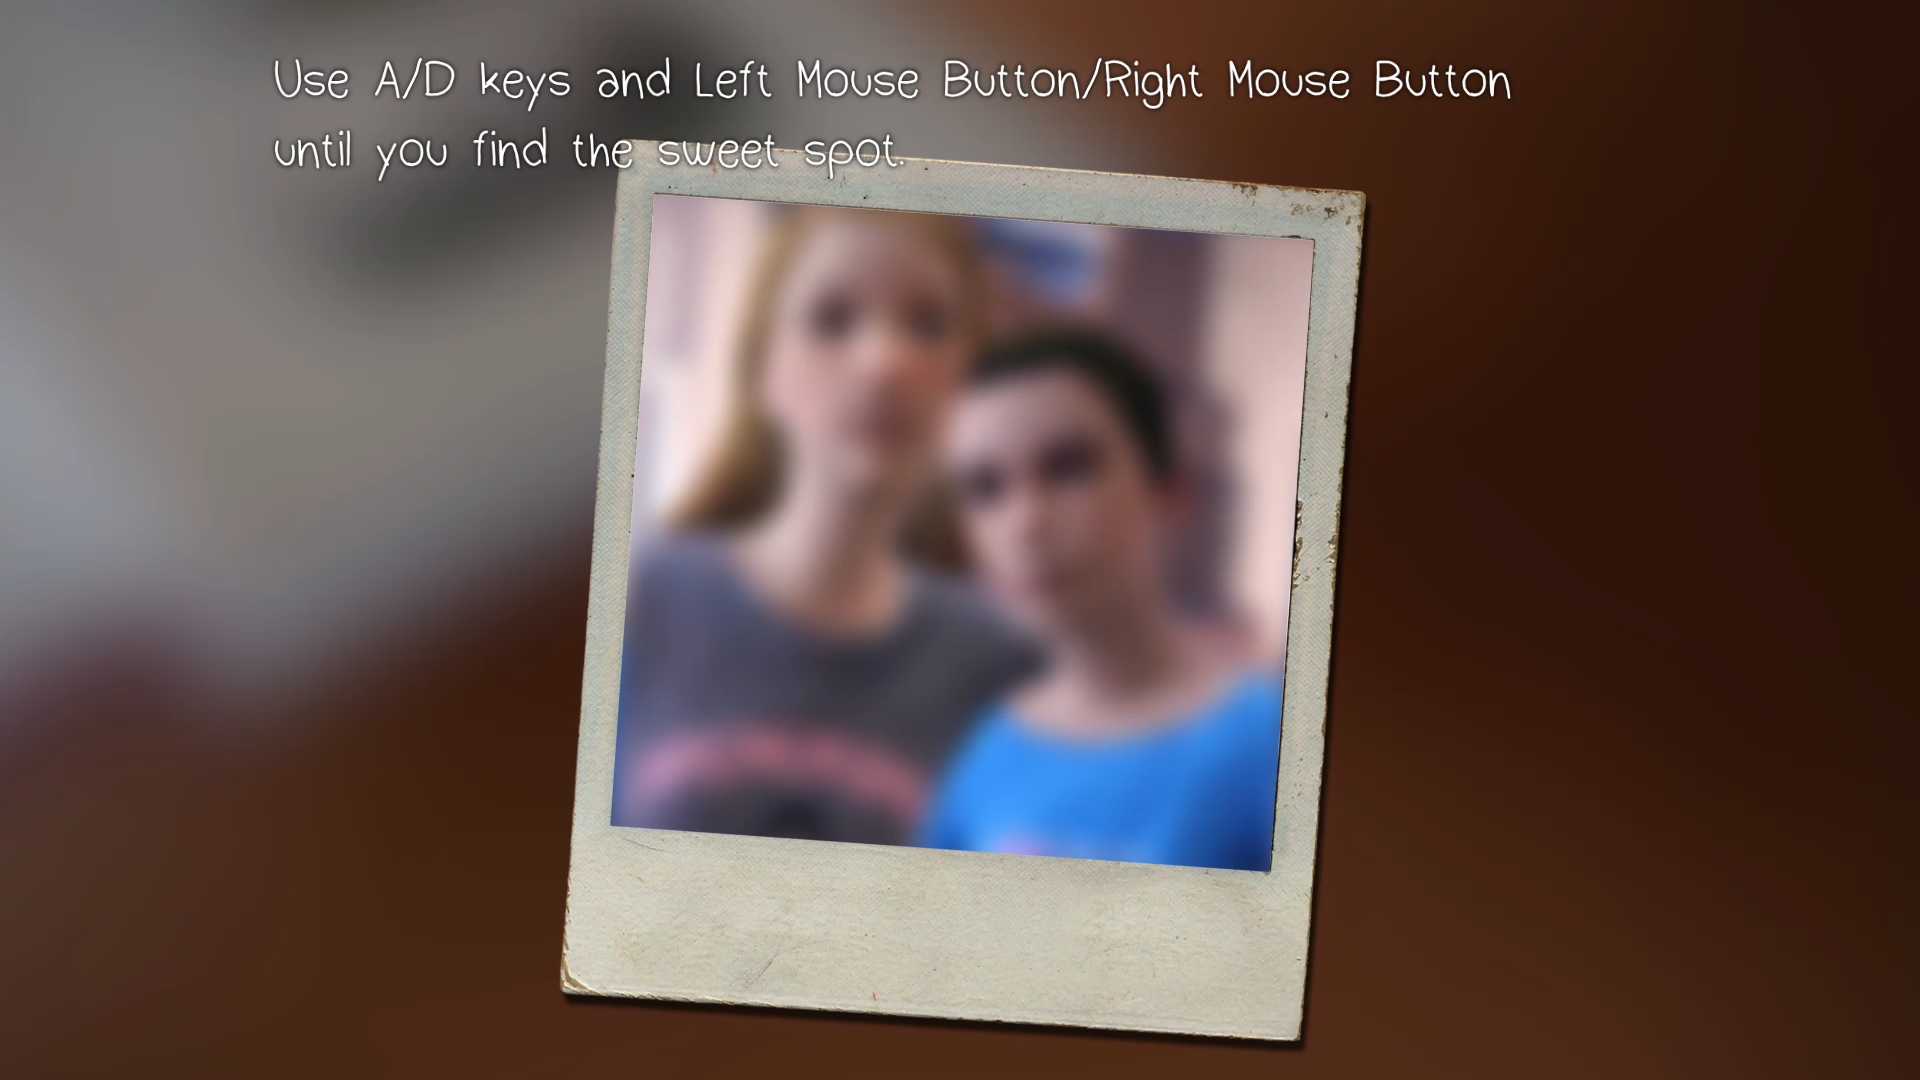 Use A/D keys and Left Mouse Button/Right Mouse Button
until you find the sweet spot.